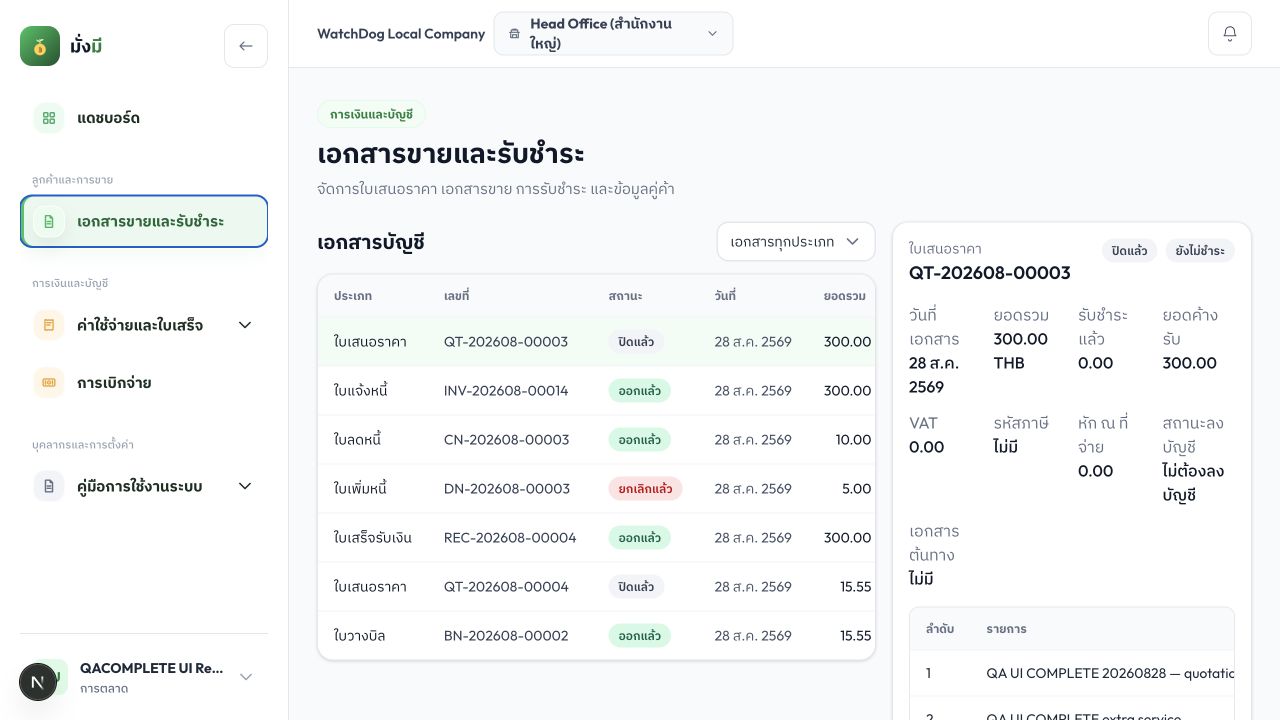 มั่งมี
แดชบอร์ด
ลูกค้าและการขาย
เอกสารขายและรับชำระ
การเงินและบัญชี
ค่าใช้จ่ายและใบเสร็จ
การเบิกจ่าย
บุคลากรและการตั้งค่า
คู่มือการใช้งานระบบ
N
QACOMPLETE UI Re...
การตลาด
WatchDog Local Company
Head Office (สำนักงาน
ใหญ่)
การเงินและบัญชี
เอกสารขายและรับชำระ
จัดการใบเสนอราคา เอกสารขาย การรับชำระ และข้อมูลคู่ค้า
เอกสารบัญชี
เอกสารทุกประเภท
ประเภท เลขที่ สถานะ วันที่ ยอดรวม
ใบเสนอราคา QT-202608-00003 ปิดแล้ว 28 ส.ค. 2569 300.00
ใบแจ้งหนี้ INV-202608-00014 ออกแล้ว 28 ส.ค. 2569 300.00
ใบลดหนี้ CN-202608-00003 ออกแล้ว 28 ส.ค. 2569 10.00
ใบเพิ่มหนี้ DN-202608-00003 ยกเลิกแล้ว 28 ส.ค. 2569 5.00
ใบเสร็จรับเงิน REC-202608-00004 ออกแล้ว 28 ส.ค. 2569 300.00
ใบเสนอราคา QT-202608-00004 ปิดแล้ว 28 ส.ค. 2569 15.55
ใบวางบิล BN-202608-00002 ออกแล้ว 28 ส.ค. 2569 15.55
ใบเสนอราคา
QT-202608-00003
ปิดแล้ว ยังไม่ชำระ
วันที่ ยอดรวม รับชำระ ยอดค้าง
เอกสาร 300.00 แล้ว รับ
28 ส.ค. THB 0.00 300.00
2569
VAT รหัสภาษี หัก ณ ที่ สถานะลง
0.00 ไม่มี จ่าย บัญชี
0.00 ไม่ต้องลง
บัญชี
เอกสาร
ต้นทาง
ไม่มี
ลำดับ รายการ
1 QA UI COMPLETE 20260828 — quotatic
2 QA UI COMPLETE extra service